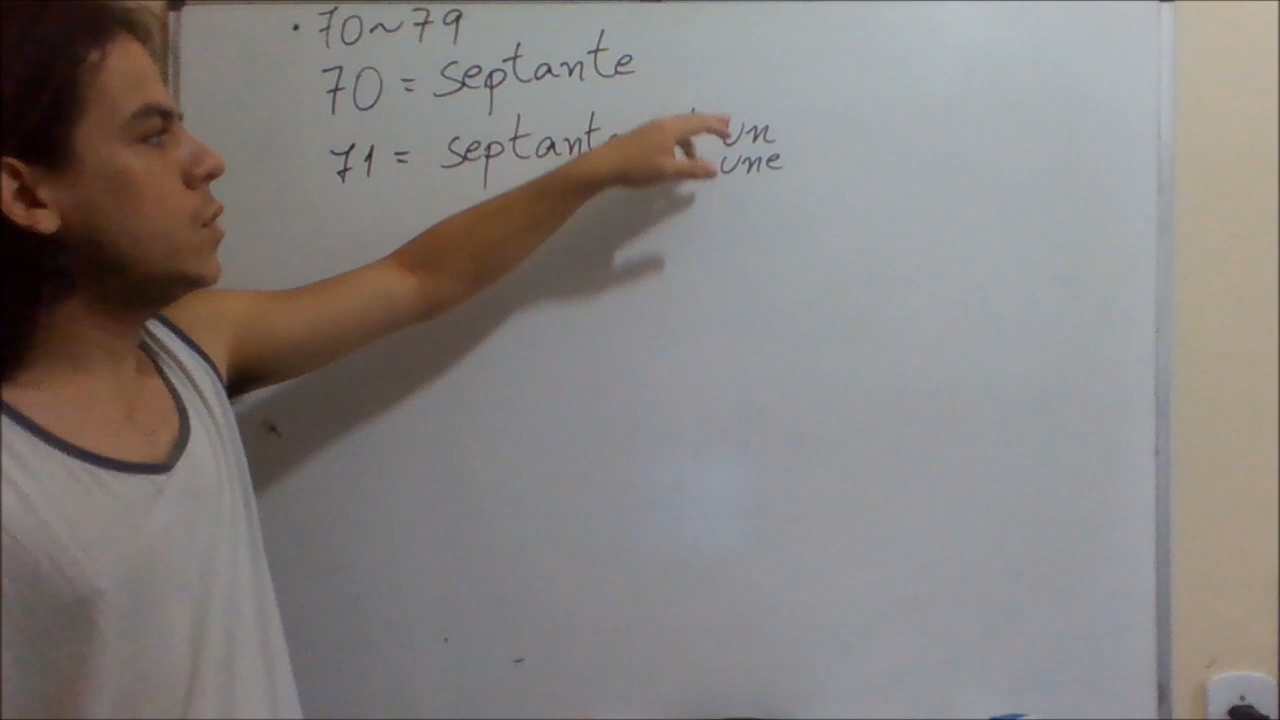 • 70~79
70 = septante
71 = septante un
une